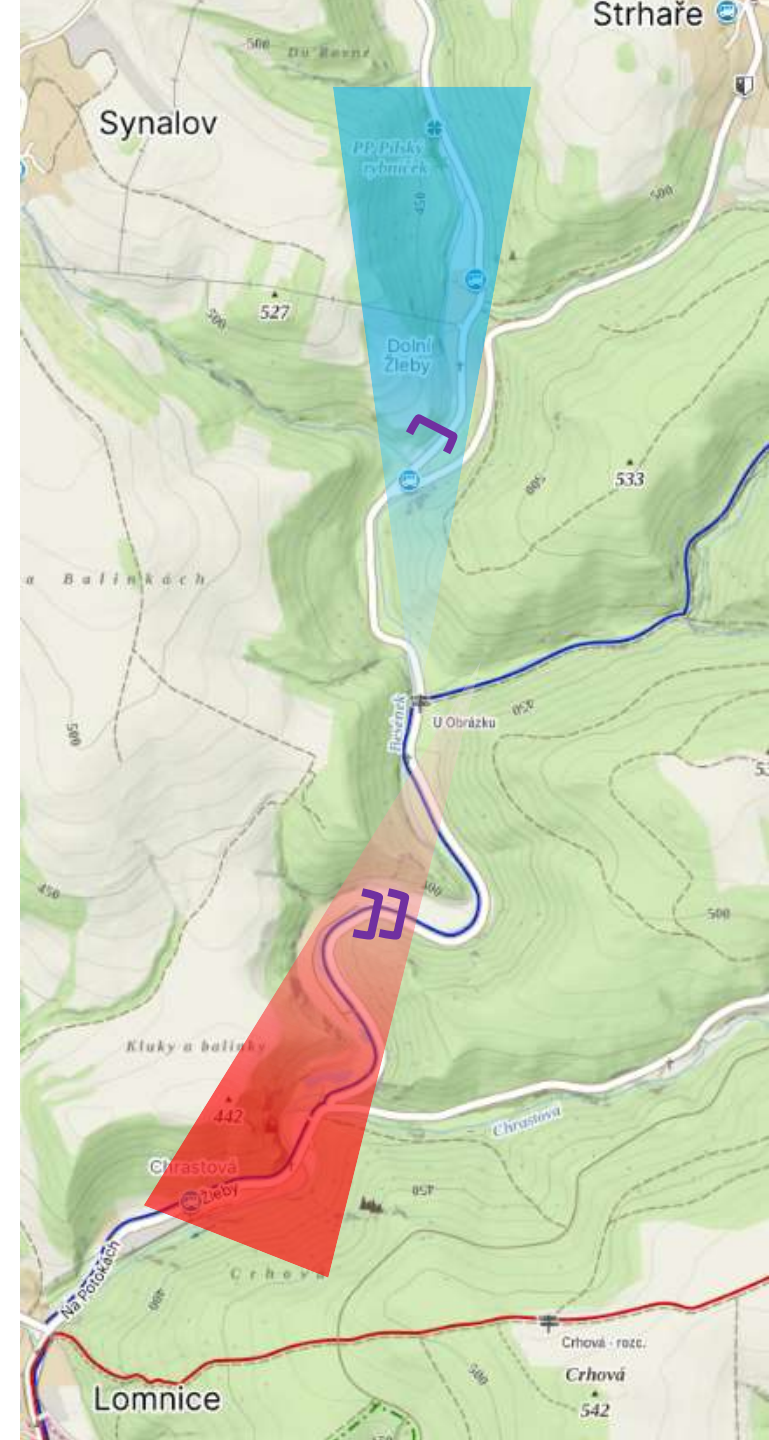 Strhaře
500
Du Rovně
Synalov
PP Pilský
rybníček
450
500
527
500
Dolní
Žleby
533
500
a Balinkách
500
450
U Obrázku
Besének
400
450
500
Kluky a balinky
442
Chrastová
Chrastová
Žleby
450
Crhová
Na Potokách
400
Crhová - rozc.
500
Crhová
Lomnice
542